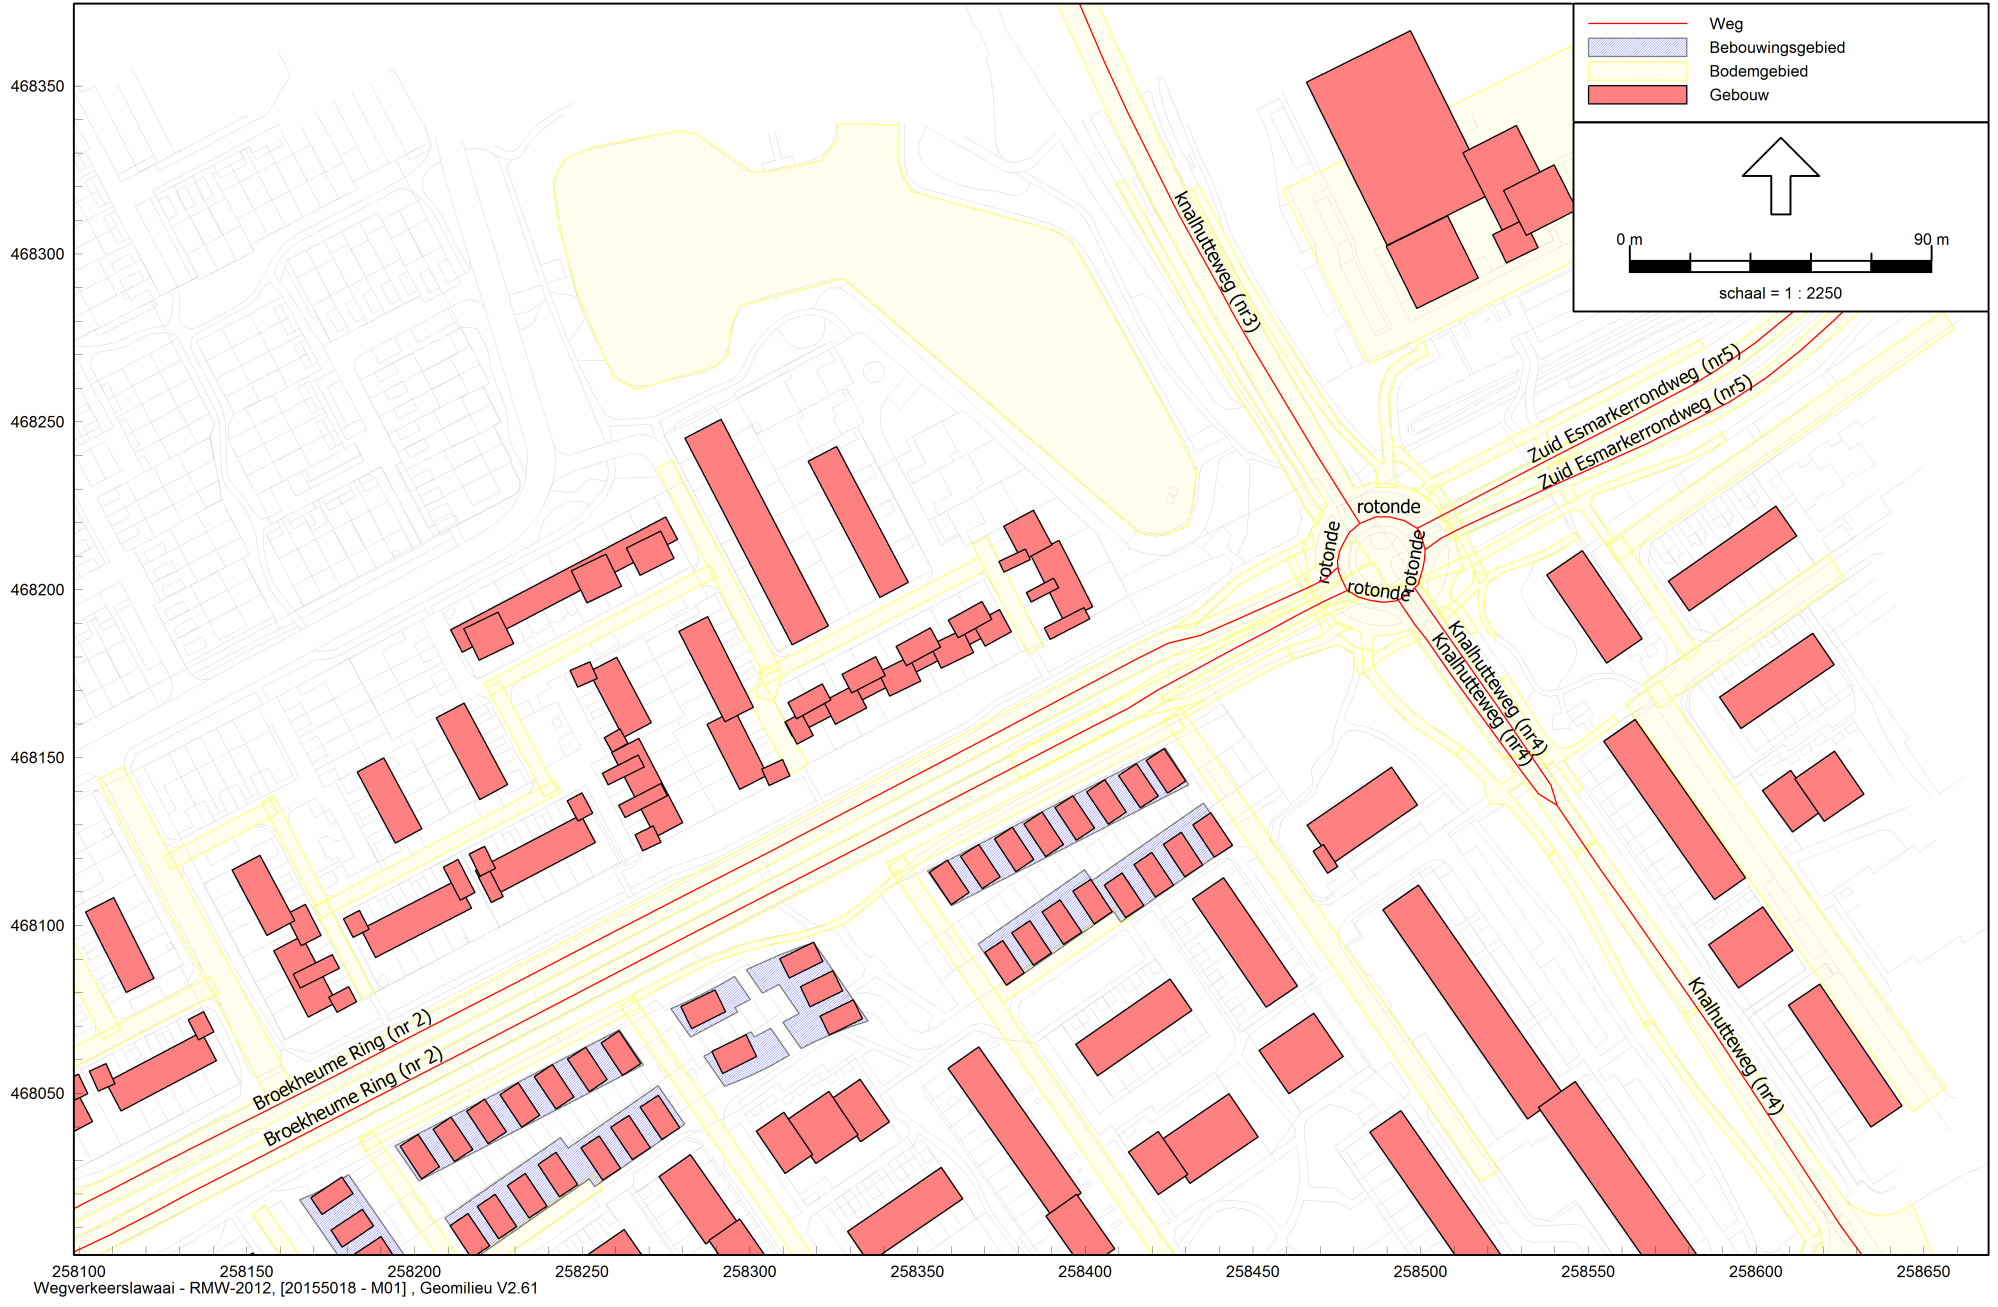 Weg
Bebouwingsgebied
Bodemgebied
Gebouw
0 m 90 m
schaal = 1 : 2250
468350
468300
468250
468200
468150
468100
468050
Knalhutteweg (nr3)
Zuid Esmarkerrondweg (nr5)
Zuid Esmarkerrondweg (nr5)
rotonde
rotonde
rotonde
rotonde
Knalhutteweg (nr4)
Knalhutteweg (nr4)
Knalhutteweg (nr4)
Broekheume Ring (nr 2)
Broekheume Ring (nr 2)
258100 258150 258200 258250 258300 258350 258400 258450 258500 258550 258600 258650
Wegverkeerslawaai - RMW-2012, [20155018 - M01] , Geomilieu V2.61